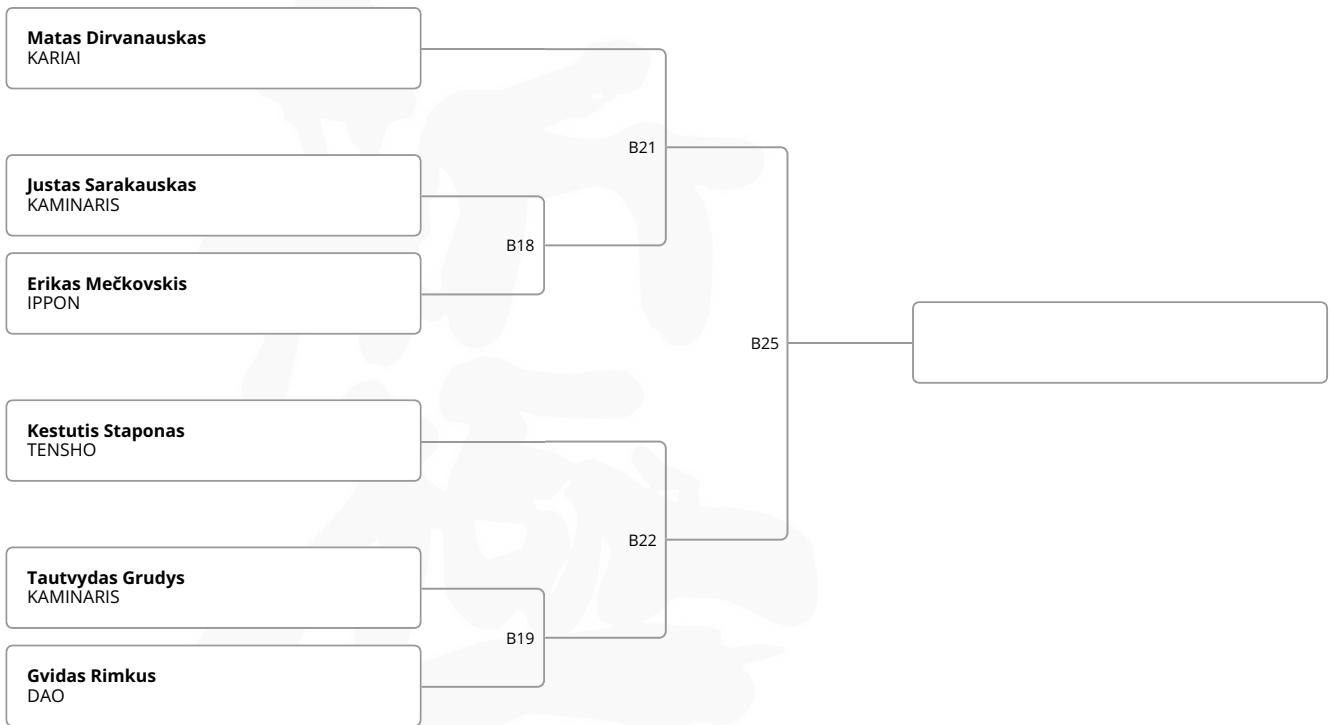 Matas Dirvanauskas
KARIAI
B21
Justas Sarakauskas
KAMINARIS
B18
Erikas Mečkovskis
IPPON
B25
Kestutis Staponas
TENSHO
B22
Tautvydas Grudys
KAMINARIS
B19
Gvidas Rimkus
DAO